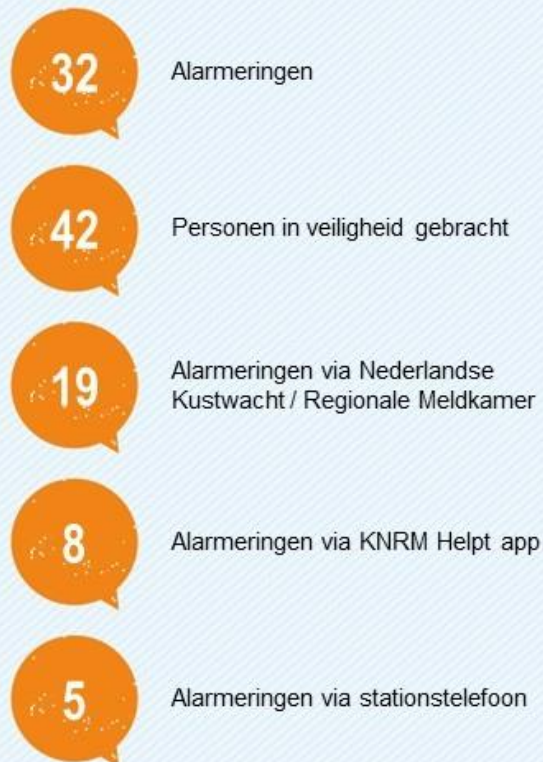 32
Alarmeringen
42
Personen in veiligheid gebracht
19
Alarmeringen via Nederlandse
Kustwacht / Regionale Meldkamer
8
Alarmeringen via KNRM Helpt app
5
Alarmeringen via stationstelefoon